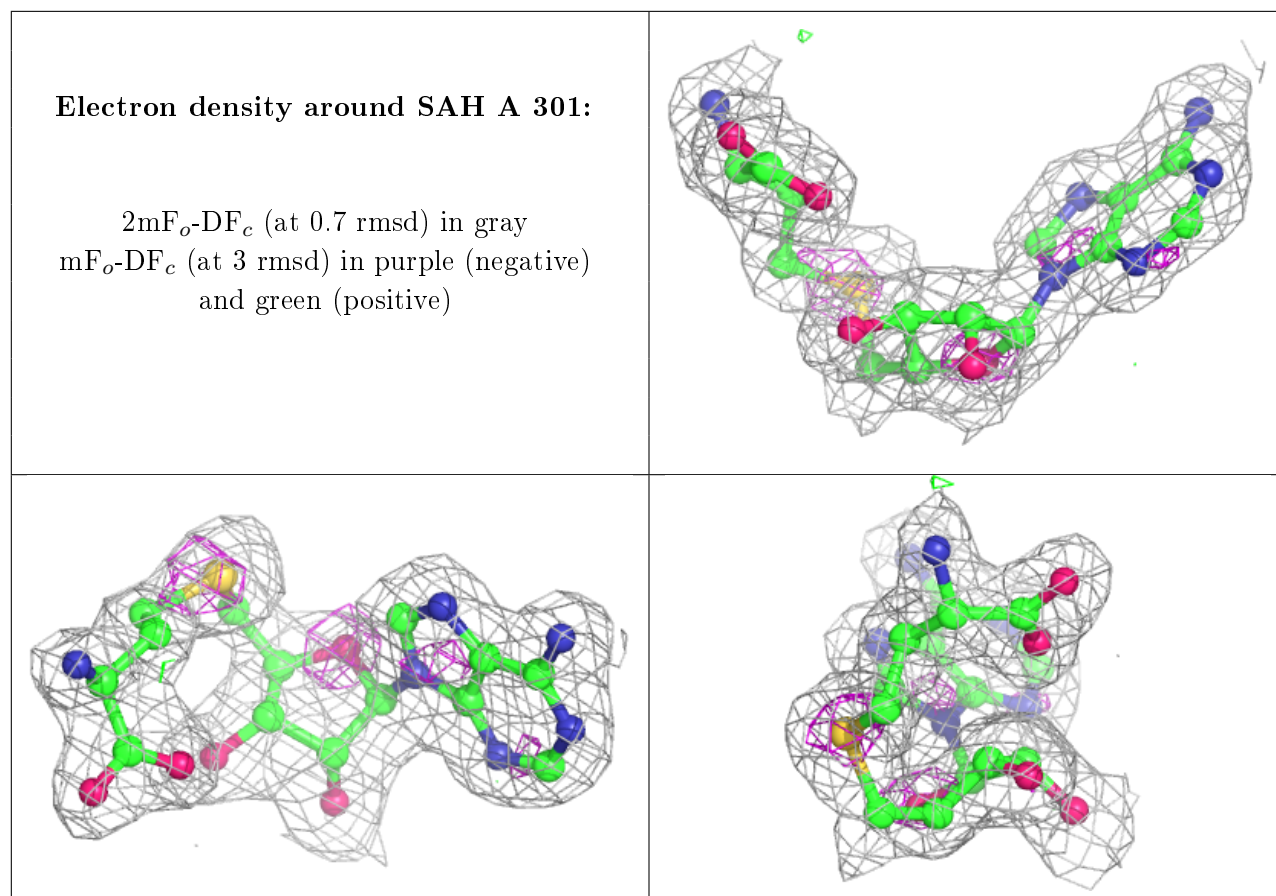 Electron density around SAH A 301:
2mFo-DFc (at 0.7 rmsd) in gray
mFo-DFc (at 3 rmsd) in purple (negative)
and green (positive)